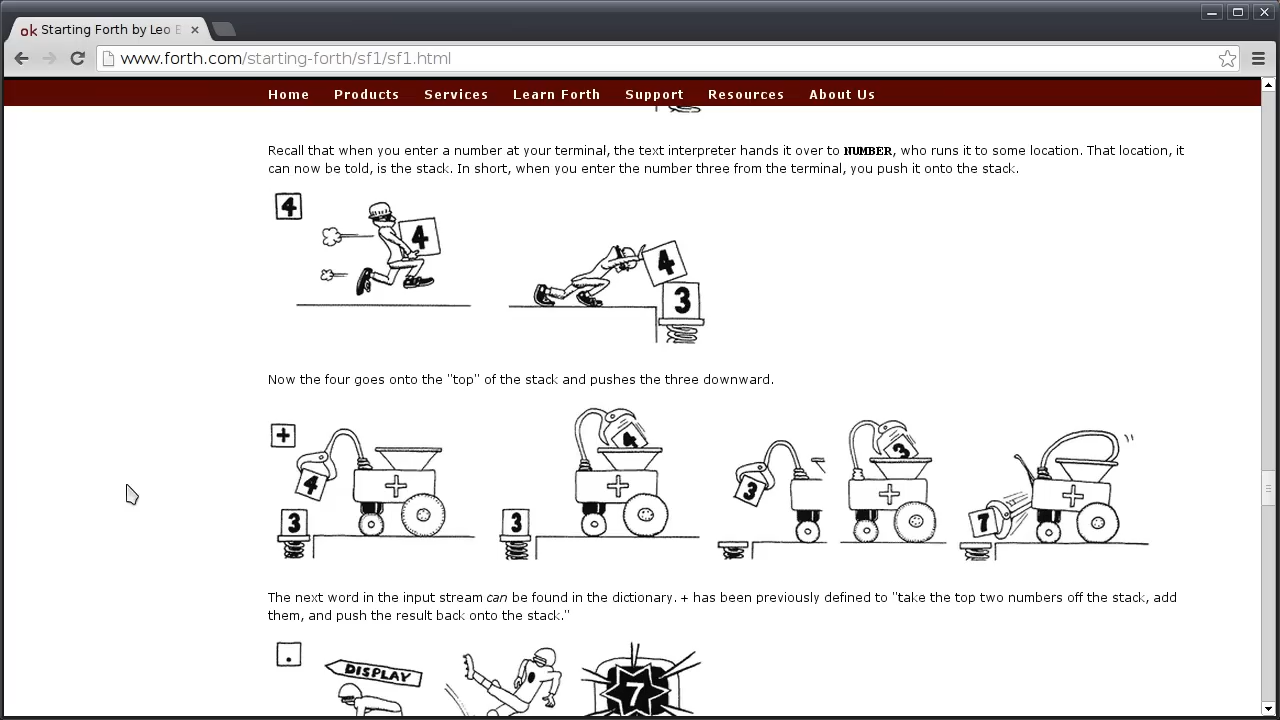 ok Starting Forth by Leo
www.forth.com/starting-forth/sf1/sf1.html
Home Products Services Learn Forth Support Resources About Us
Recall that when you enter a number at your terminal, the text interpreter hands it over to NUMBER, who runs it to some location. That location, it
can now be told, is the stack. In short, when you enter the number three from the terminal, you push it onto the stack.
4
4
4
3
Now the four goes onto the "top" of the stack and pushes the three downward.
+
4
3
+
4
3
+
3
3
+
7
+
The next word in the input stream can be found in the dictionary. + has been previously defined to "take the top two numbers off the stack, add
them, and push the result back onto the stack."
.
DISPLAY
7